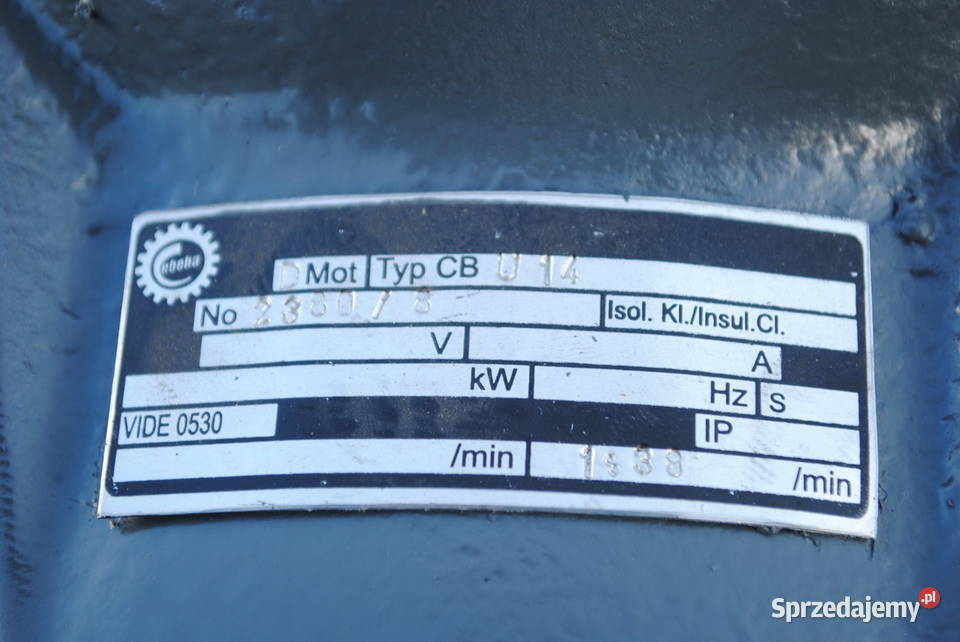 Cubeba
D Mot Typ CB U 14
No 2380/8 Isol. Kl./Insul.Cl.
V A
kW Hz S
VIDE 0530 IP
/min /min
Sprzedajemy.pl